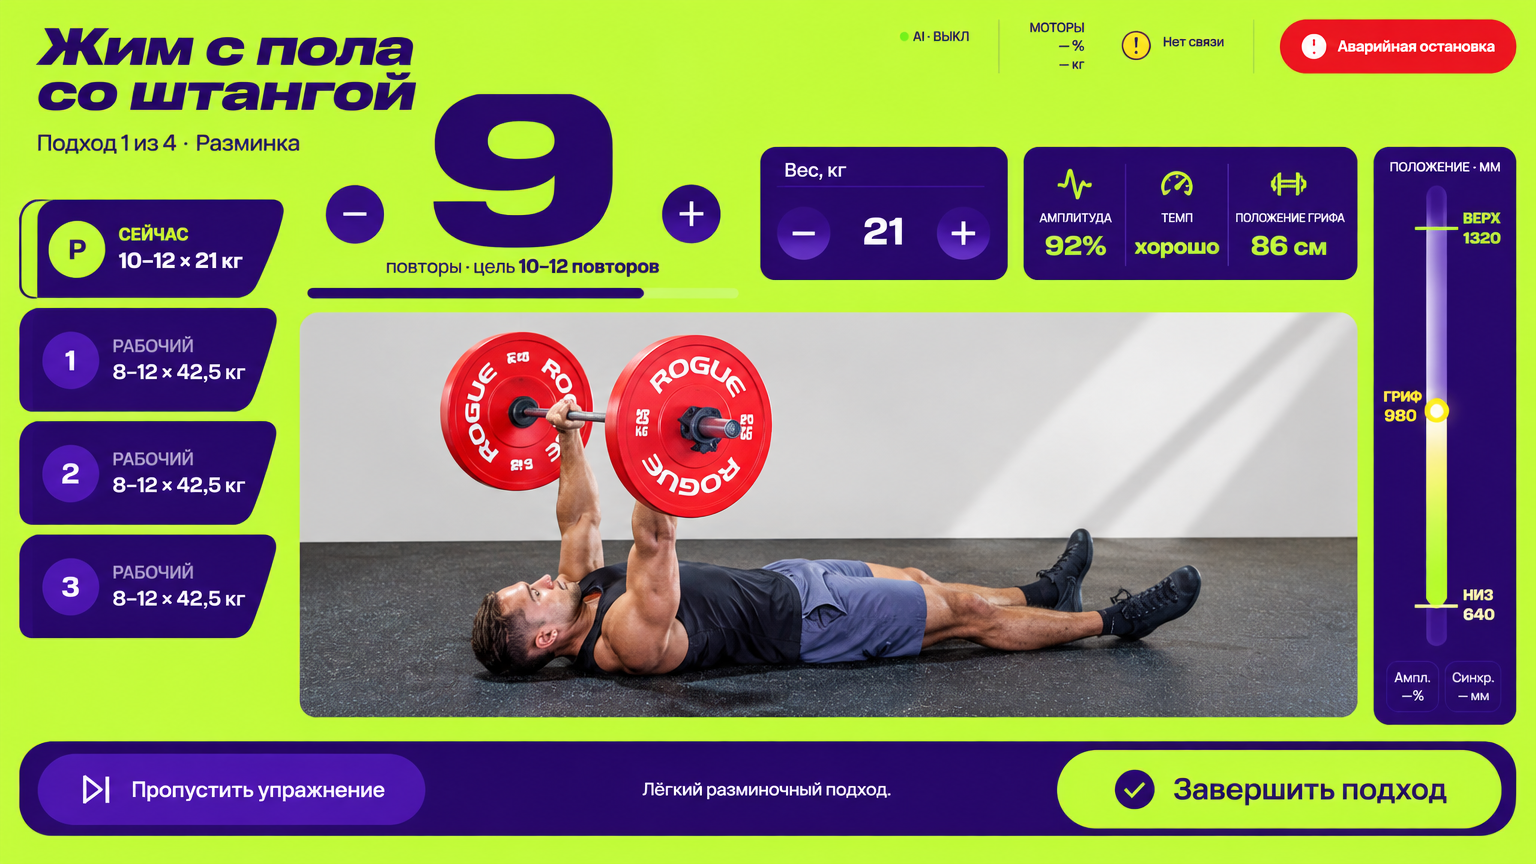 Жим с пола
со штангой
Подход 1 из 4 · Разминка
AI · ВЫКЛ
МОТОРЫ
— %
— кг
! Нет связи
! Аварийная остановка
Р
СЕЙЧАС
10–12 × 21 кг
1
РАБОЧИЙ
8–12 × 42,5 кг
2
РАБОЧИЙ
8–12 × 42,5 кг
3
РАБОЧИЙ
8–12 × 42,5 кг
− 9 +
повторы · цель 10–12 повторов
Вес, кг
− 21 +
АМПЛИТУДА
92%
ТЕМП
хорошо
ПОЛОЖЕНИЕ ГРИФА
86 см
ROGUE
ROGUE
ROGUE
KG
ПОЛОЖЕНИЕ · ММ
ВЕРХ
1320
ГРИФ
980
НИЗ
640
Ампл.
—%
Синхр.
— мм
Пропустить упражнение
Лёгкий разминочный подход.
Завершить подход